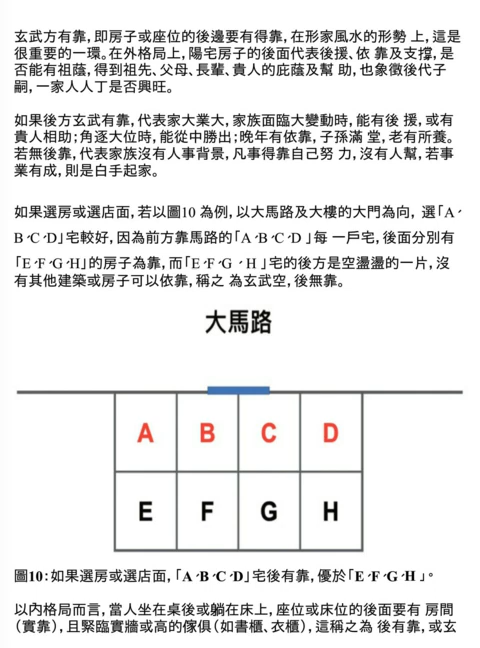 玄武方有靠，即房子或座位的後邊要有得靠，在形家風水的形勢 上，這是
很重要的一環。在外格局上，陽宅房子的後面代表後援、依 靠及支撐，是
否能有祖蔭，得到祖先、父母、長輩、貴人的庇蔭及幫 助，也象徵後代子
嗣，一家人人丁是否興旺。
如果後方玄武有靠，代表家大業大，家族面臨大變動時，能有後 援，或有
貴人相助；角逐大位時，能從中勝出；晚年有依靠，子孫滿 堂，老有所養。
若無後靠，代表家族沒有人事背景，凡事得靠自己努 力，沒有人幫，若事
業有成，則是白手起家。
如果選房或選店面，若以圖10 為例，以大馬路及大樓的大門為向， 選「A、
B、C、D」宅較好，因為前方靠馬路的「A、B、C、D 」每 一戶宅，後面分別有
「E、F、G、H」的房子為靠，而「E、F、G 、H 」宅的後方是空盪盪的一片，沒
有其他建築或房子可以依靠，稱之 為玄武空，後無靠。
大馬路
A B C D
E F G H
圖10：如果選房或選店面，「A、B、C、D」宅後有靠，優於「E、F、G、H 」。
以內格局而言，當人坐在桌後或躺在床上，座位或床位的後面要有 房間
（實靠），且緊臨實牆或高的傢俱（如書櫃、衣櫃），這稱之為 後有靠，或玄